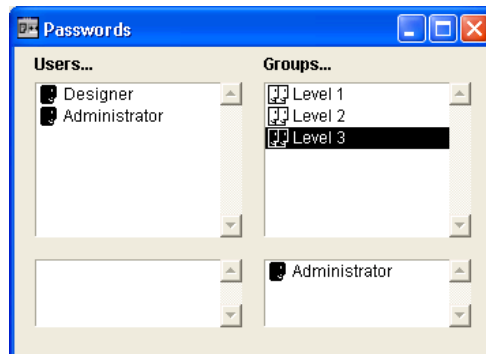 Passwords
Users...
Groups...
Designer
Administrator
Level 1
Level 2
Level 3
Administrator